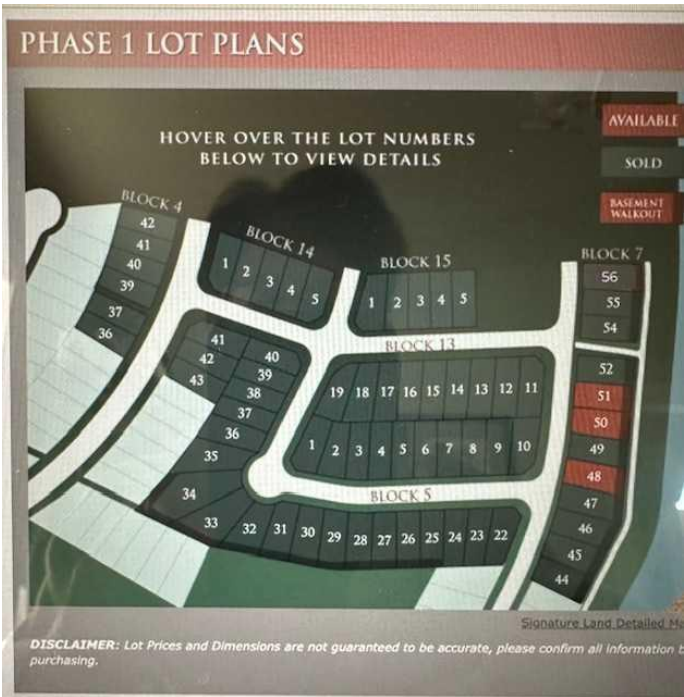 PHASE 1 LOT PLANS
AVAILABLE
HOVER OVER THE LOT NUMBERS
BELOW TO VIEW DETAILS
SOLD
BASEMENT
WALKOUT
BLOCK 4
42
41
40
39
37
36
BLOCK 14
1 2 3 4 5
BLOCK 15
1 2 3 4 5
BLOCK 7
56
55
54
52
51
50
49
48
47
46
45
44
BLOCK 13
19 18 17 16 15 14 13 12 11
1 2 3 4 5 6 7 8 9 10
41
42
43
40
39
38
37
36
35
34
33
32 31 30 29 28 27 26 25 24 23 22
BLOCK 5
Signature Land Detailed
DISCLAIMER: Lot Prices and Dimensions are not guaranteed to be accurate, please confirm all information
purchasing.